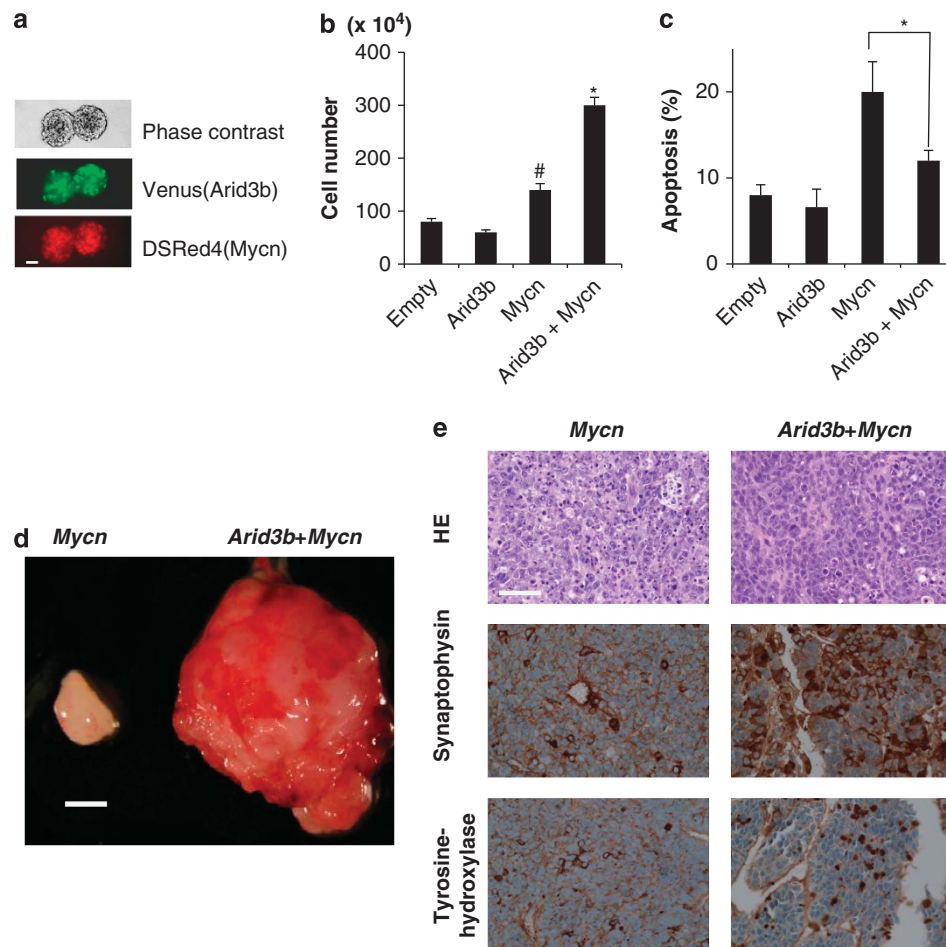 a
Phase contrast
Venus(Arid3b)
DSRed4(Mycn)
b (x 10⁴)
Cell number
400
300
200
100
0
#
*
Empty
Arid3b
Mycn
Arid3b + Mycn
c
Apoptosis (%)
20
10
0
*
Empty
Arid3b
Mycn
Arid3b + Mycn
d
Mycn
Arid3b+Mycn
e
Mycn
Arid3b+Mycn
HE
Synaptophysin
Tyrosine-
hydroxylase